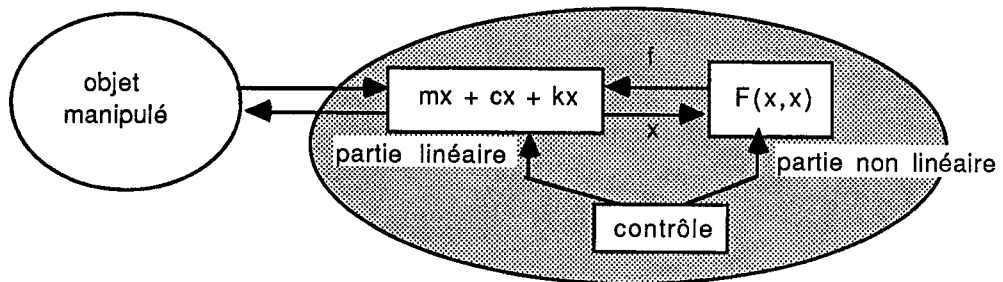 objet
manipulé
mx + cx + kx
f
x
F(x,x)
partie linéaire
partie non linéaire
contrôle